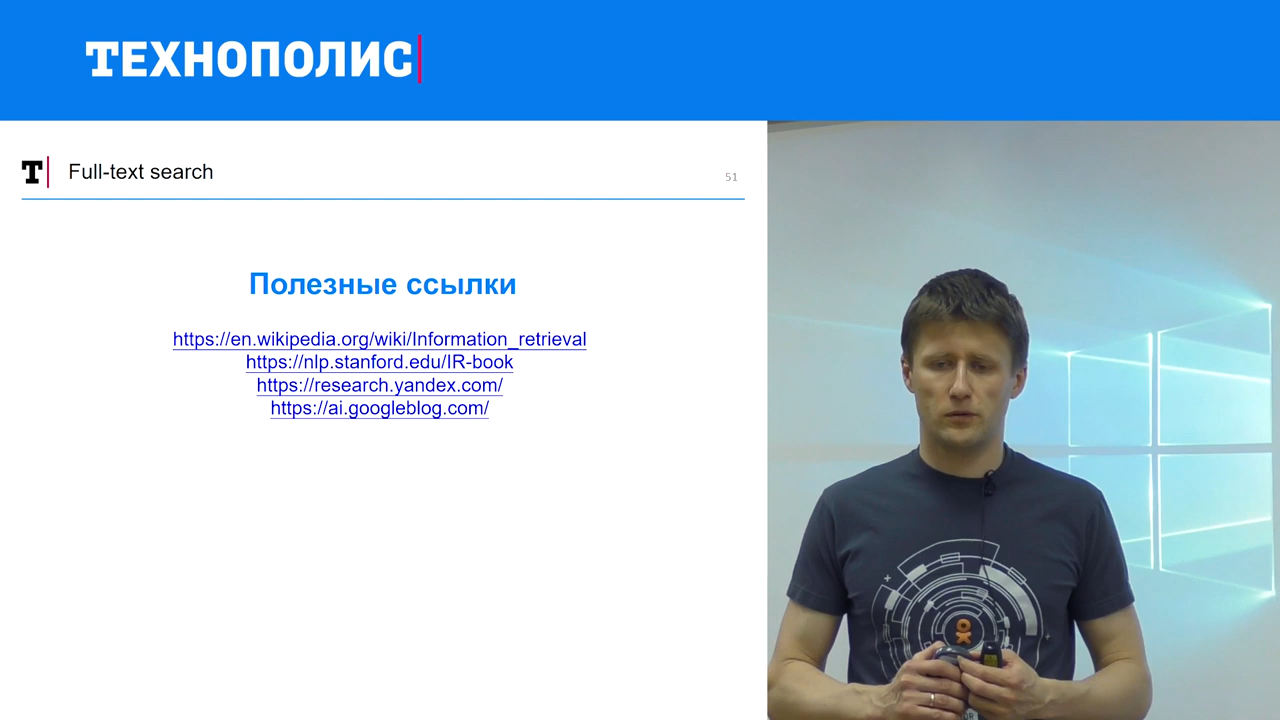 ТЕХНОПОЛИС
T
Full-text search
51
Полезные ссылки
https://en.wikipedia.org/wiki/Information_retrieval
https://nlp.stanford.edu/IR-book
https://research.yandex.com/
https://ai.googleblog.com/